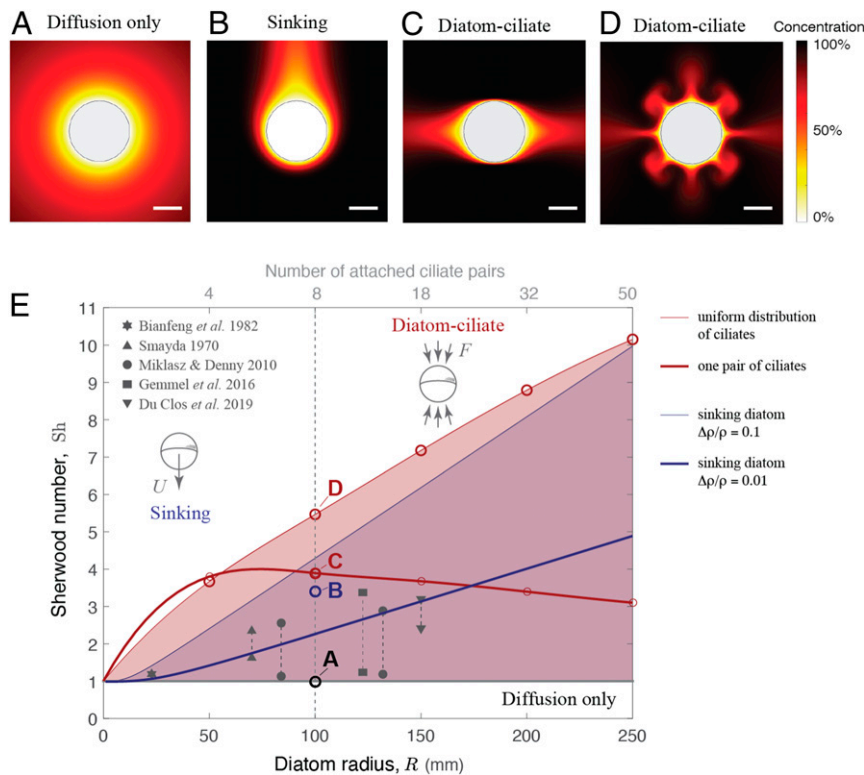 A
Diffusion only
B
Sinking
C
Diatom-ciliate
D
Diatom-ciliate
Concentration
100%
50%
0%
E
Number of attached ciliate pairs
4 8 18 32 50
11
10
9
8
7
6
5
4
3
2
1
0
Sherwood number, Sh
Bianfeng et al. 1982
Smayda 1970
Miklasz & Denny 2010
Gemmel et al. 2016
Du Clos et al. 2019
Diatom-ciliate
F
U
Sinking
D
C
B
A
Diffusion only
0 50 100 150 200 250
Diatom radius, R (mm)
uniform distribution
of ciliates
one pair of ciliates
sinking diatom
Δρ/ρ = 0.1
sinking diatom
Δρ/ρ = 0.01